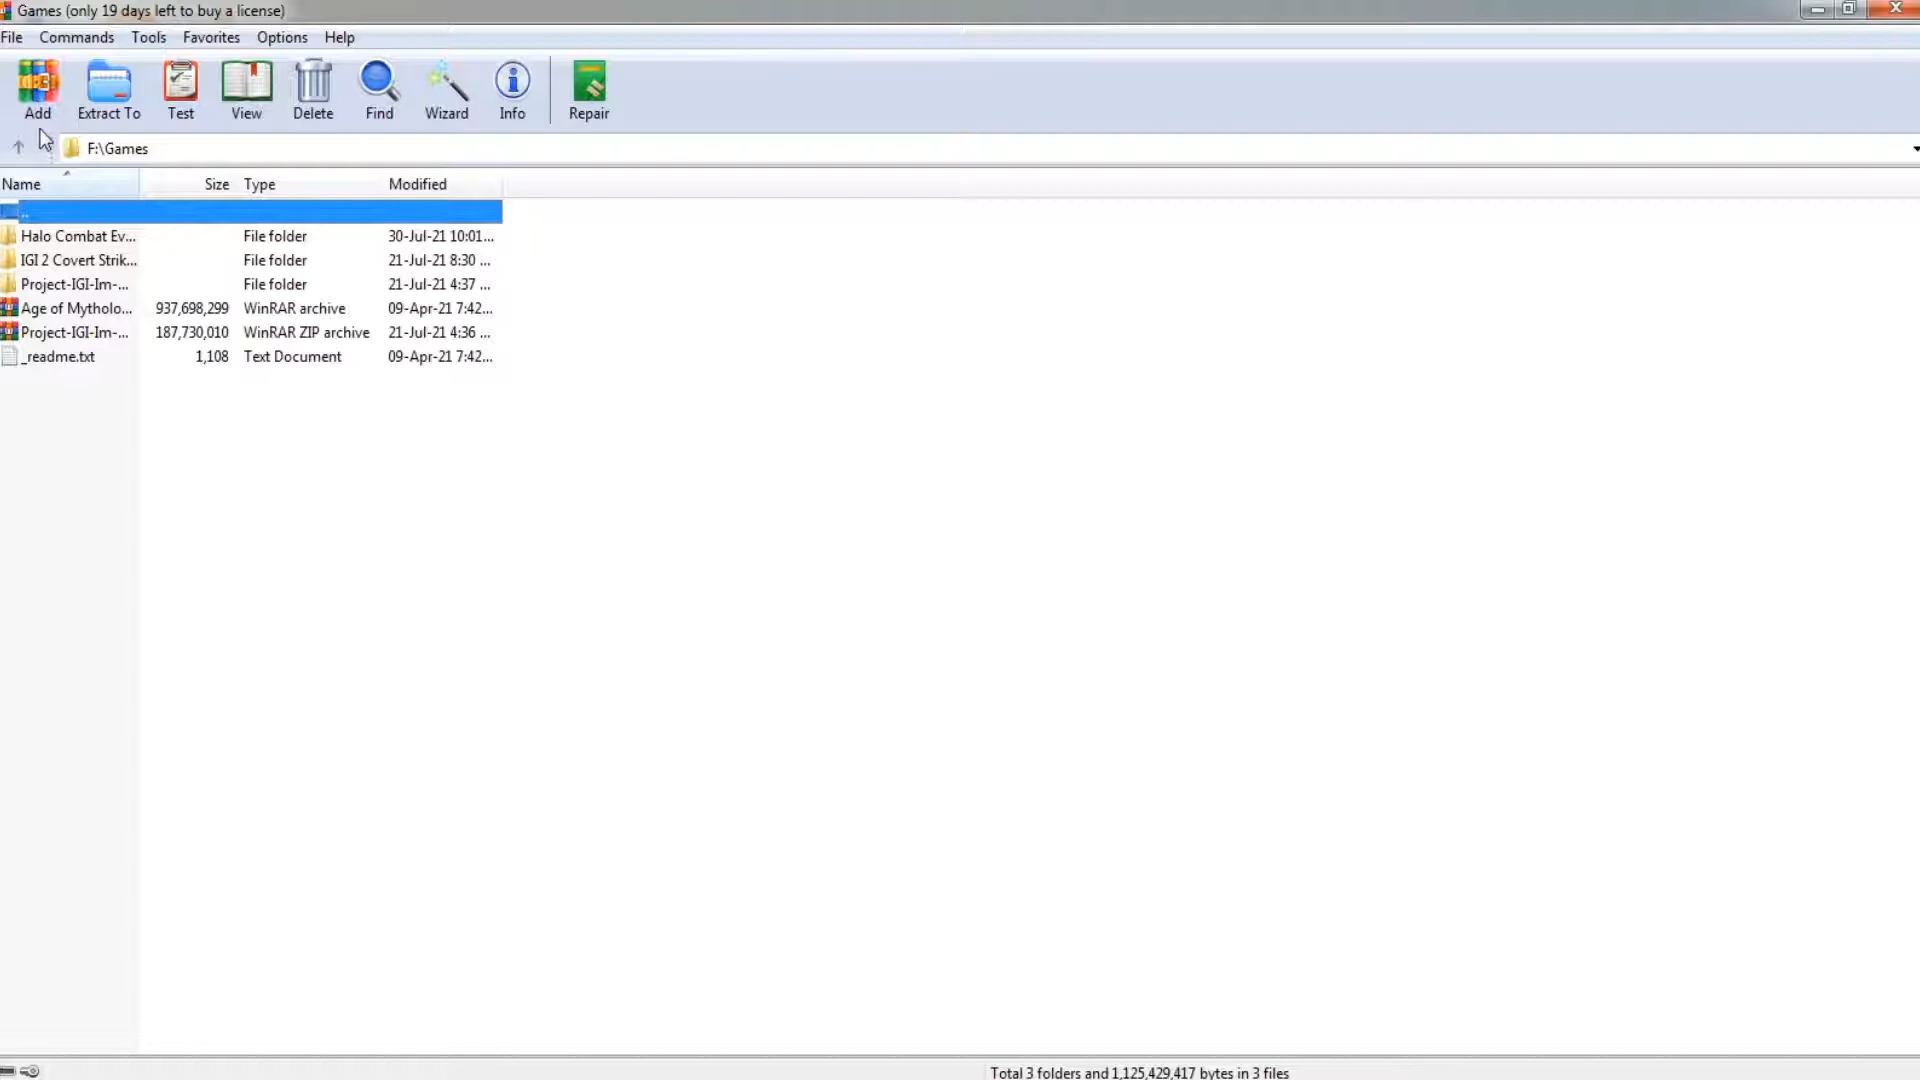 Games (only 19 days left to buy a license)
File Commands Tools Favorites Options Help
Add Extract To Test View Delete Find Wizard Info Repair
F:\Games
Name Size Type Modified
..
Halo Combat Ev... File folder 30-Jul-21 10:01...
IGI 2 Covert Strik... File folder 21-Jul-21 8:30 ...
Project-IGI-Im-... File folder 21-Jul-21 4:37 ...
Age of Mytholo... 937,698,299 WinRAR archive 09-Apr-21 7:42...
Project-IGI-Im-... 187,730,010 WinRAR ZIP archive 21-Jul-21 4:36 ...
_readme.txt 1,108 Text Document 09-Apr-21 7:42...
Total 3 folders and 1,125,429,417 bytes in 3 files